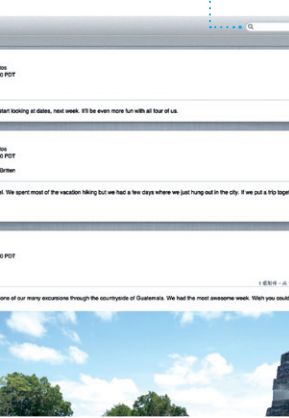 0 PDT
start looking at dates, next week. It'll be even more fun with all four of us.
0 PDT
Britten
el. We spent most of the vacation hiking but we had a few days where we just hung out in the city. If we put a trip toget
0 PDT
one of our many excursions through the countryside of Guatemala. We had the most awesome week. Wish you could